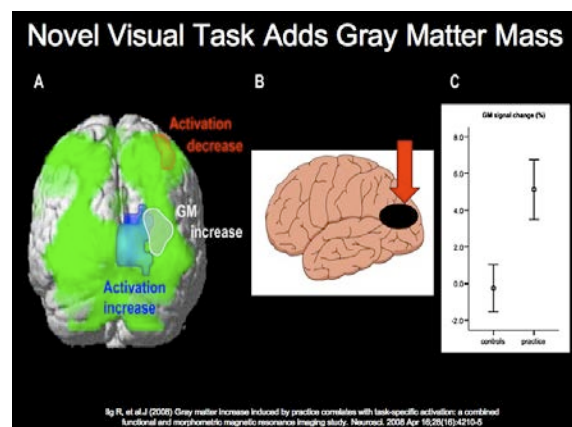 Novel Visual Task Adds Gray Matter Mass
A
B
C
Activation
decrease
GM
increase
Activation
increase
GM signal change (%)
8.0
6.0
4.0
2.0
0.0
-2.0
controls
practice
Ilg R, et al.J (2008) Gray matter increase induced by practice correlates with task-specific activation: a combined
functional and morphometric magnetic resonance imaging study. Neurosci. 2008 Apr 16;28(16):4210-5